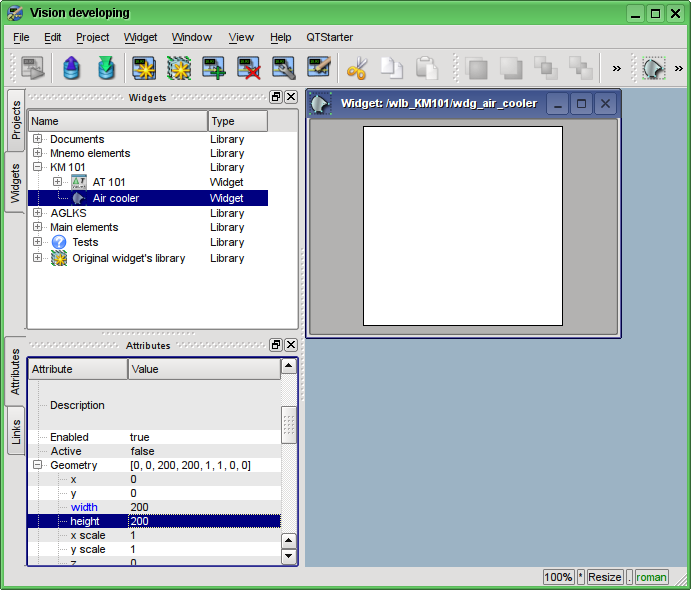 Vision developing
File Edit Project Widget Window View Help QTStarter
» »
Projects
Widgets
Widgets
Name Type
Documents Library
Mnemo elements Library
KM 101 Library
AT 101 Widget
Air cooler Widget
AGLKS Library
Main elements Library
Tests Library
Original widget's library Library
Widget: /wlb_KM101/wdg_air_cooler
Attributes
Links
Attributes
Attribute Value
Description
Enabled true
Active false
Geometry [0, 0, 200, 200, 1, 1, 0, 0]
x 0
y 0
width 200
height 200
x scale 1
y scale 1
z 0
100% * Resize . roman